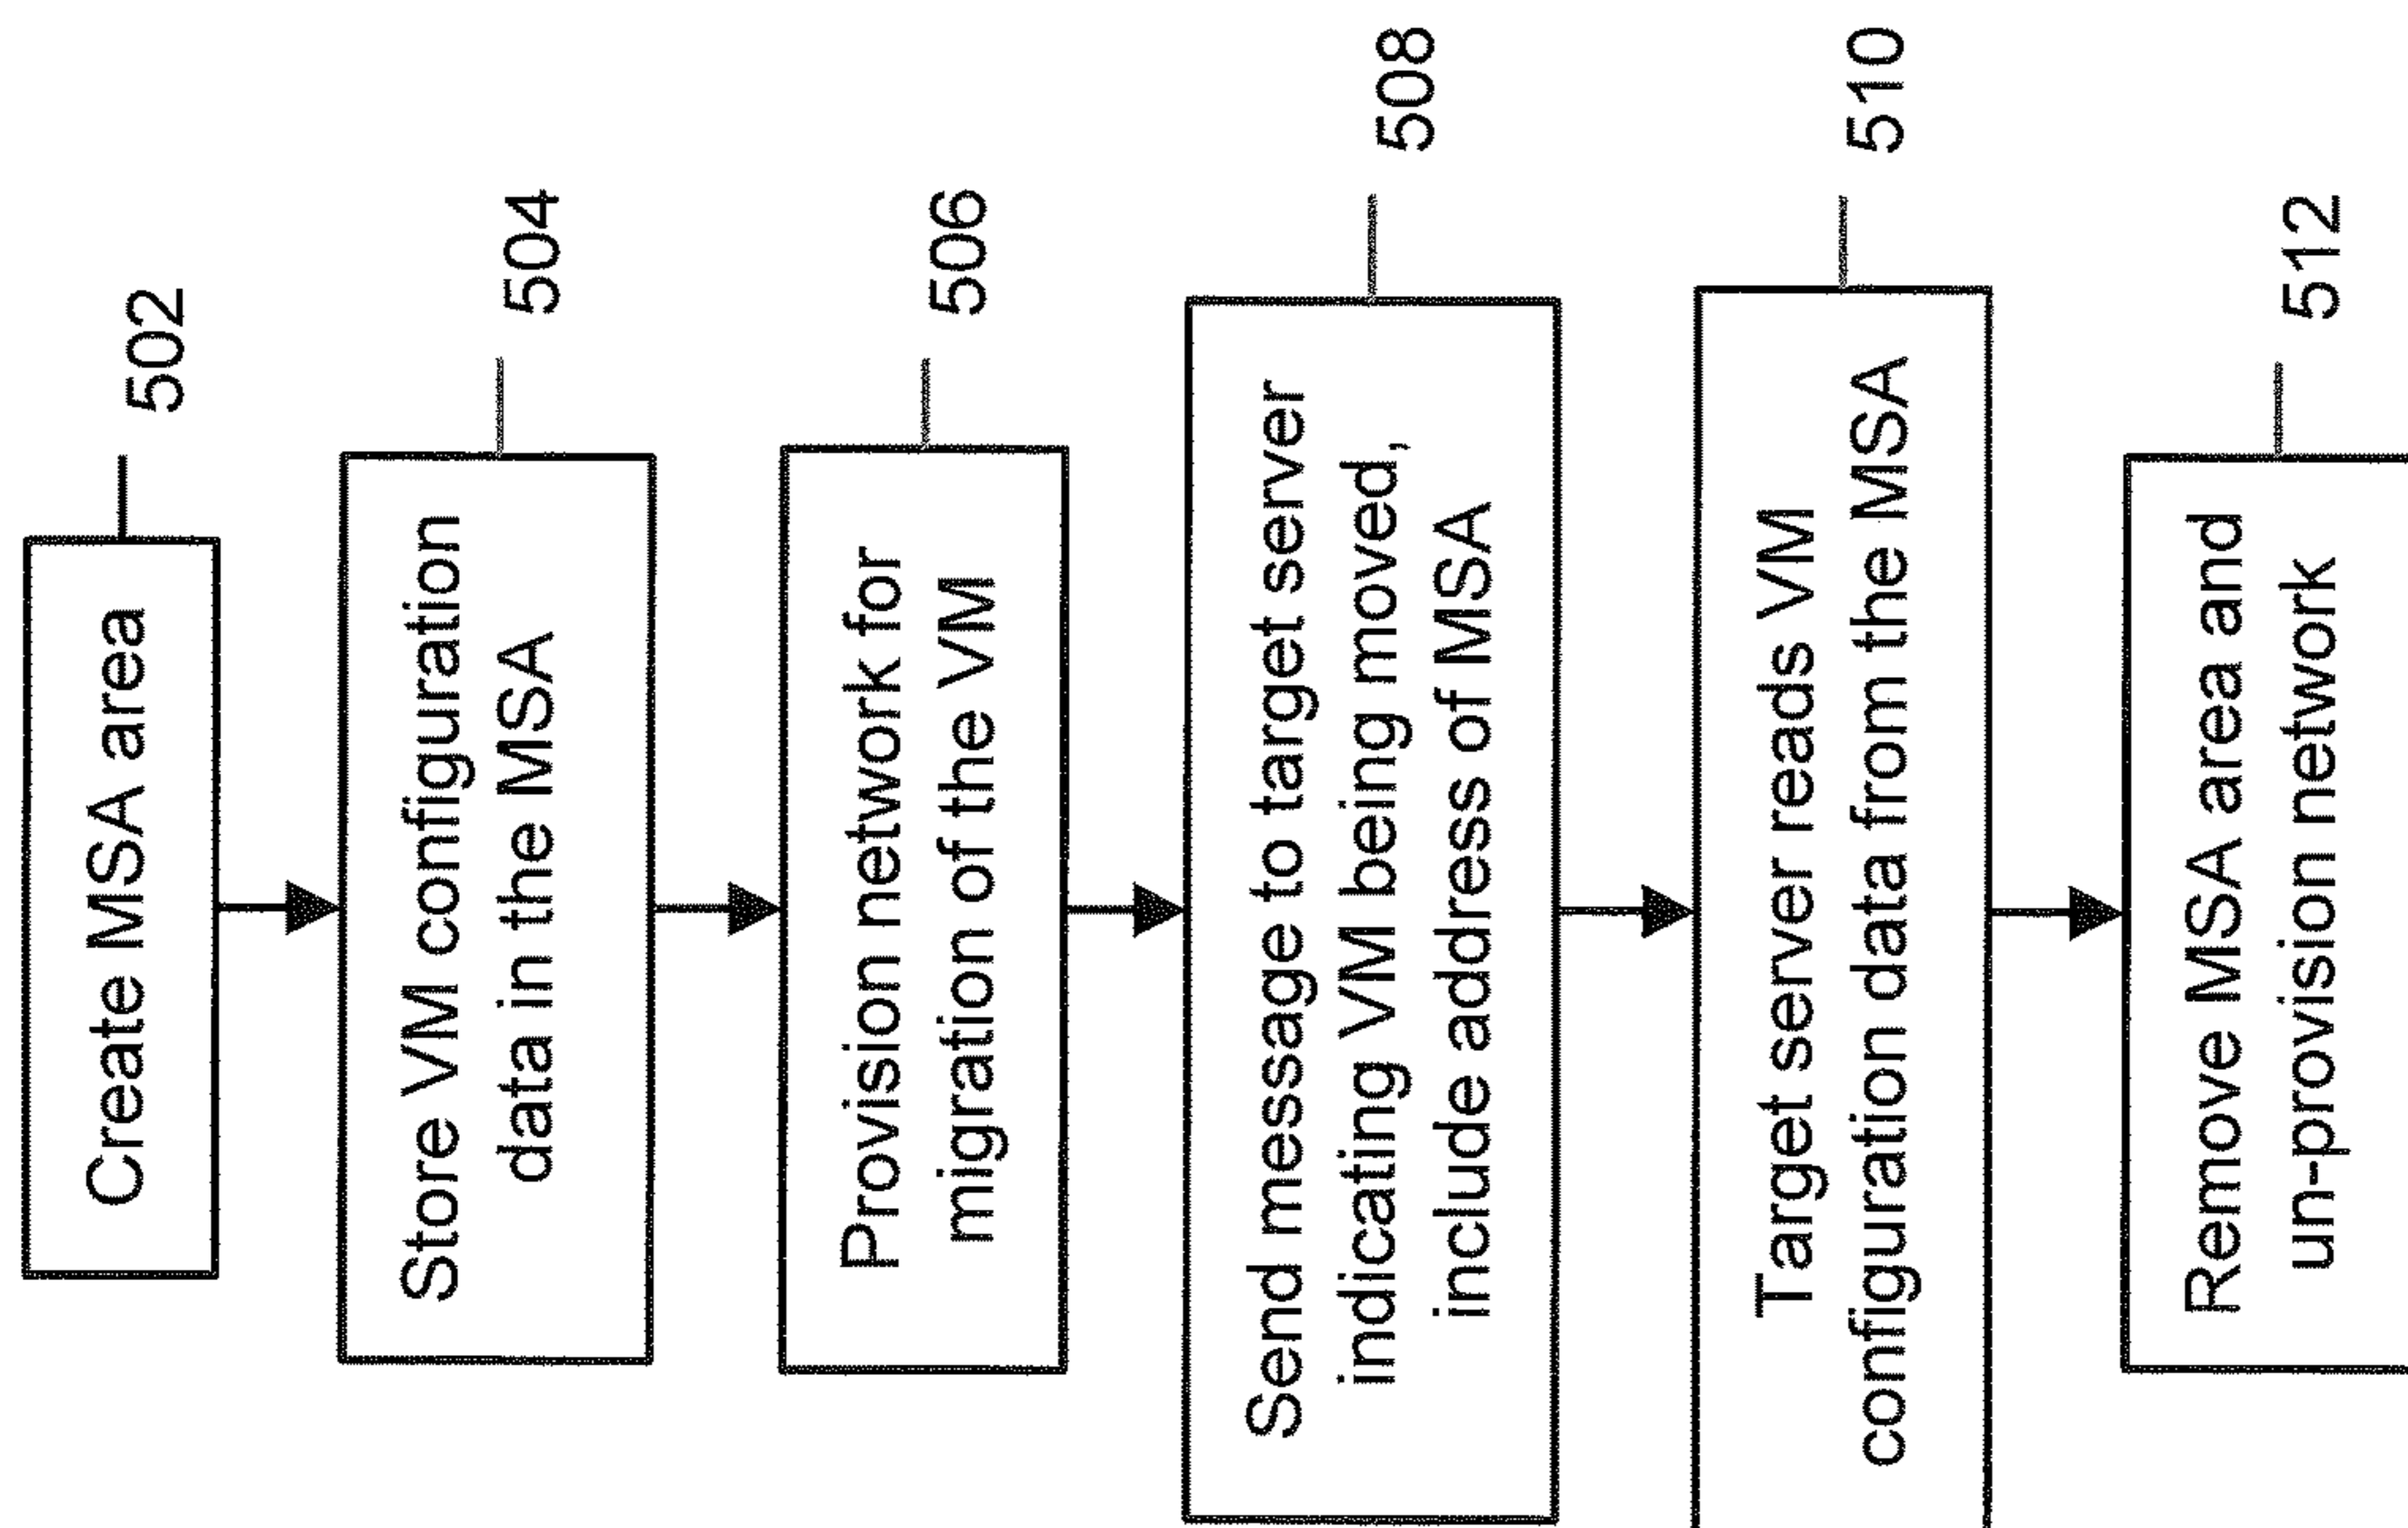 Create MSA area
502
Store VM configuration
data in the MSA
504
Provision network for
migration of the VM
506
Send message to target server
indicating VM being moved,
include address of MSA
508
Target server reads VM
configuration data from the MSA
510
Remove MSA area and
un-provision network
512